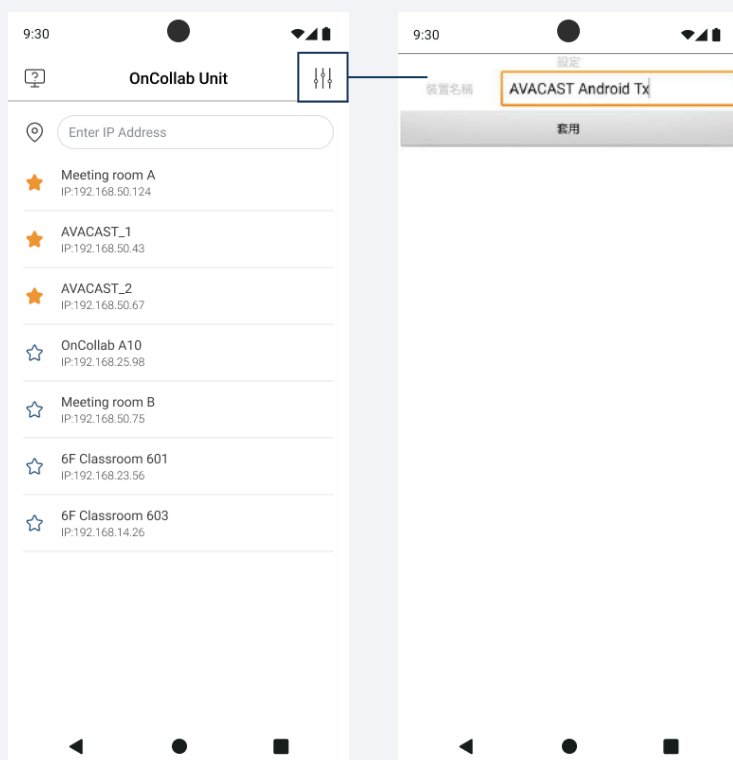 9:30
OnCollab Unit
Enter IP Address
Meeting room A
IP:192.168.50.124
AVACAST_1
IP:192.168.50.43
AVACAST_2
IP:192.168.50.67
OnCollab A10
IP:192.168.25.98
Meeting room B
IP:192.168.50.75
6F Classroom 601
IP:192.168.23.56
6F Classroom 603
IP:192.168.14.26
9:30
設定
裝置名稱
AVACAST Android Tx
套用